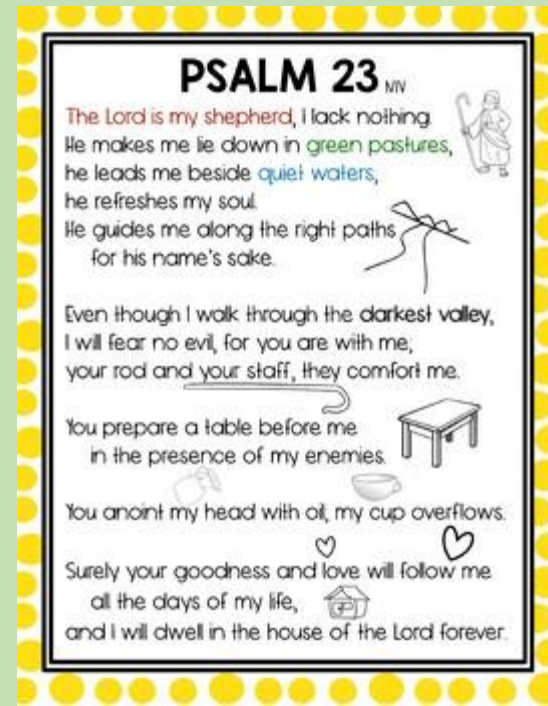 PSALM 23 NIV
The Lord is my shepherd, I lack nothing.
He makes me lie down in green pastures,
he leads me beside quiet waters,
he refreshes my soul.
He guides me along the right paths
for his name's sake.
Even though I walk through the darkest valley,
I will fear no evil, for you are with me;
your rod and your staff, they comfort me.
You prepare a table before me
in the presence of my enemies.
You anoint my head with oil, my cup overflows.
Surely your goodness and love will follow me
all the days of my life,
and I will dwell in the house of the Lord forever.